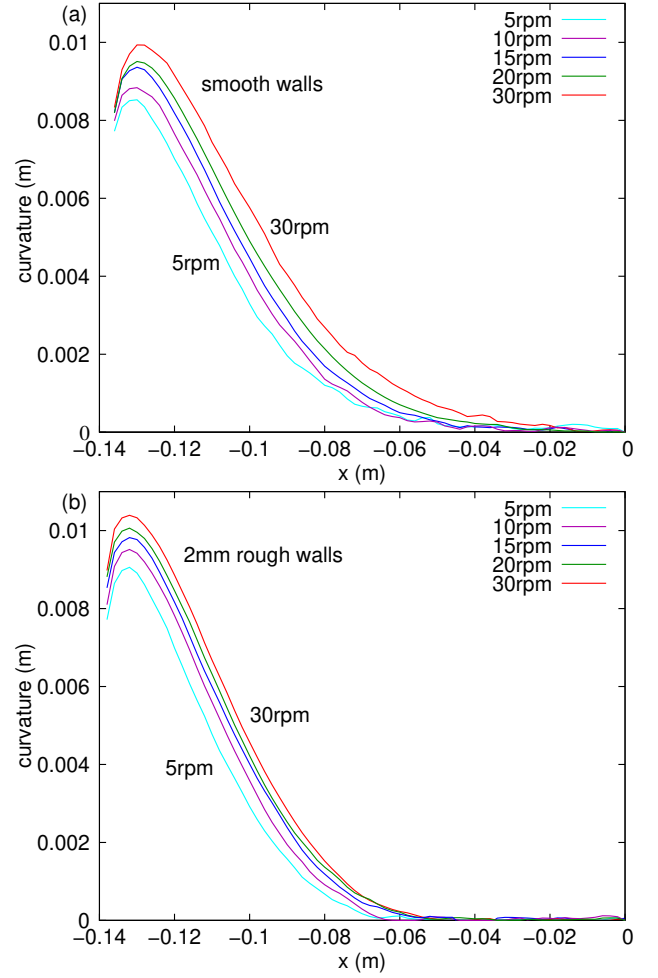 (a)
5rpm
10rpm
15rpm
20rpm
30rpm
smooth walls
30rpm
5rpm
curvature (m)
0.01
0.008
0.006
0.004
0.002
0
−0.14 −0.12 −0.1 −0.08 −0.06 −0.04 −0.02 0
x (m)
(b)
5rpm
10rpm
15rpm
20rpm
30rpm
2mm rough walls
30rpm
5rpm
curvature (m)
0.01
0.008
0.006
0.004
0.002
0
−0.14 −0.12 −0.1 −0.08 −0.06 −0.04 −0.02 0
x (m)